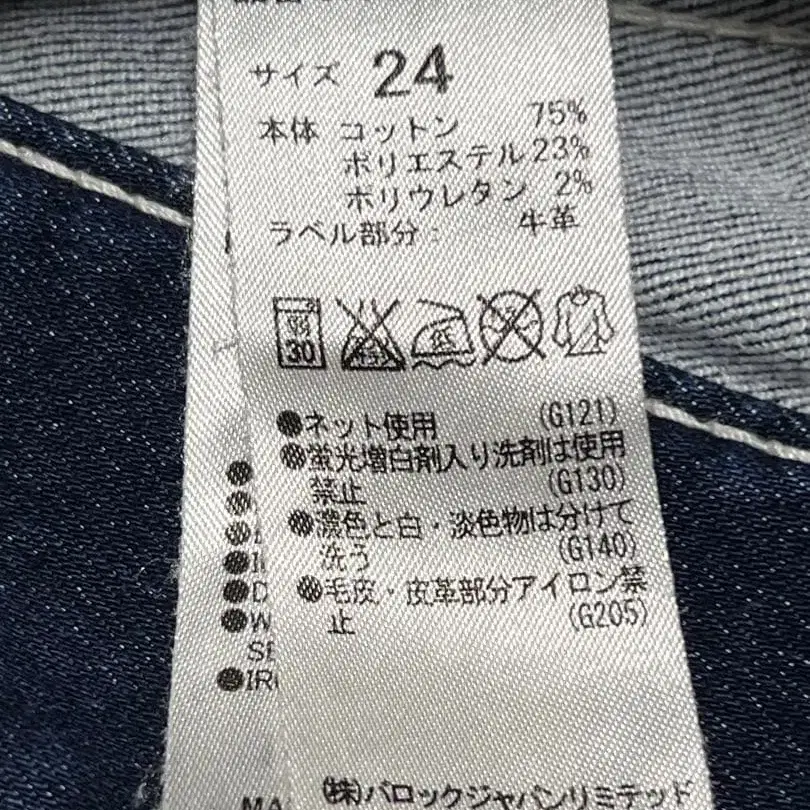 サイズ 24
本体 コットン 75%
ポリエステル 23%
ポリウレタン 2%
ラベル部分: 牛革
30
●ネット使用 (G121)
●蛍光増白剤入り洗剤は使用
禁止 (G130)
●濃色と白・淡色物は分けて
洗う (G140)
●毛皮・皮革部分アイロン禁
止 (G205)
(株)バロックジャパンリミテッド
●D
●W
SE
●IR
MA